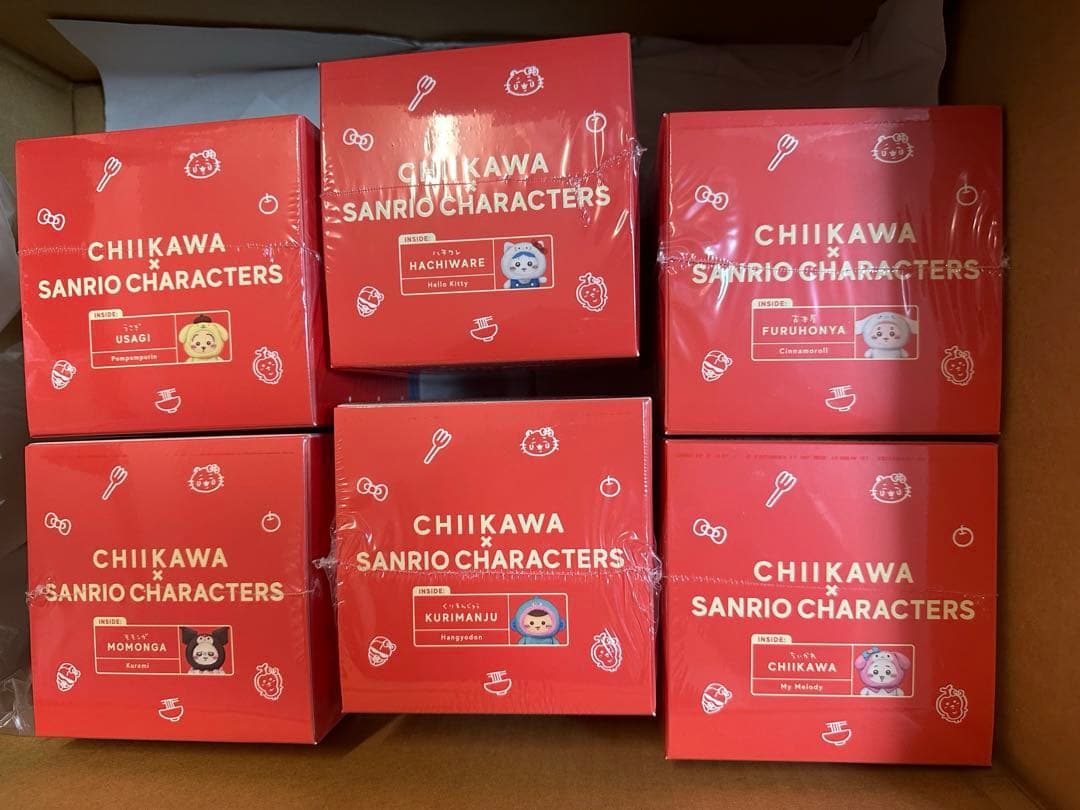 CHIIKAWA
×
SANRIO CHARACTERS
INSIDE:
うさぎ
USAGI
Pompompurin
CHIIKAWA
×
SANRIO CHARACTERS
INSIDE:
ハチワレ
HACHIWARE
Hello Kitty
CHIIKAWA
×
SANRIO CHARACTERS
INSIDE:
古本屋
FURUHONYA
Cinnamoroll
CHIIKAWA
×
SANRIO CHARACTERS
INSIDE:
モモンガ
MOMONGA
Kuromi
CHIIKAWA
×
SANRIO CHARACTERS
INSIDE:
くりまんじゅう
KURIMANJU
Hangyodon
CHIIKAWA
×
SANRIO CHARACTERS
INSIDE:
ちいかわ
CHIIKAWA
My Melody